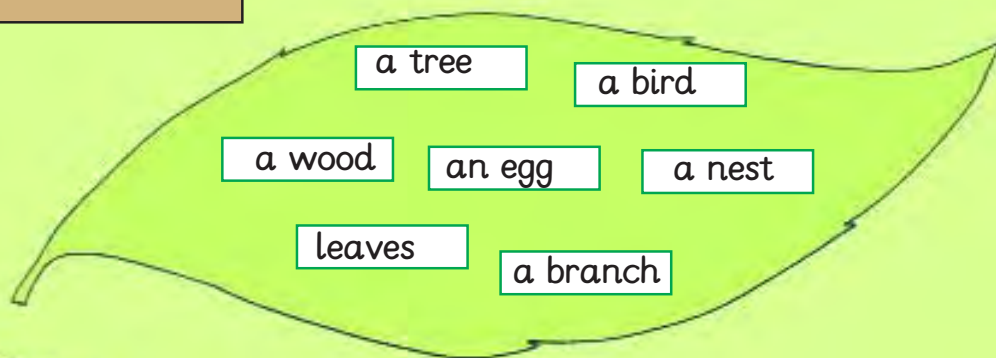 a tree
a bird
a wood
an egg
a nest
leaves
a branch